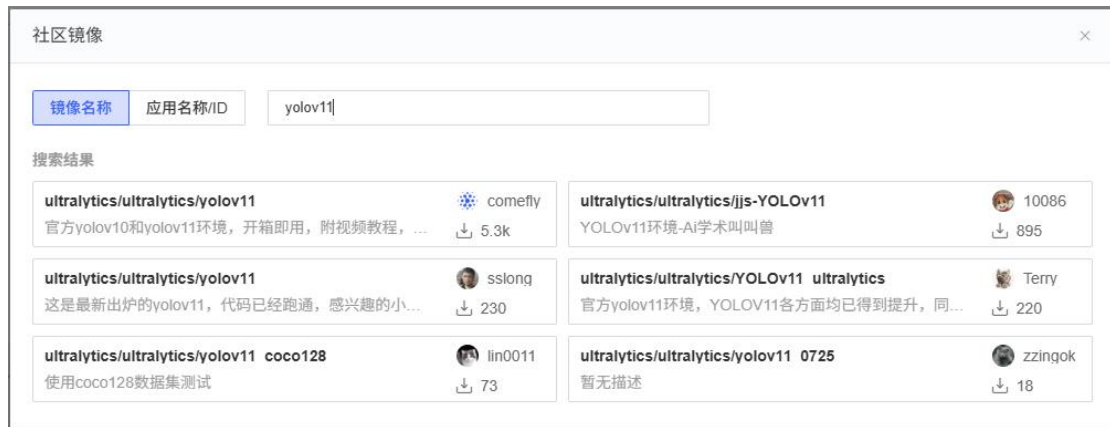 社区镜像
镜像名称 应用名称/ID yolov11
搜索结果
ultralytics/ultralytics/yolov11 comefly
官方yolov10和yolov11环境，开箱即用，附视频教程，... 5.3k
ultralytics/ultralytics/jjs-YOLOv11 10086
YOLOv11环境-Ai学术叫叫兽 895
ultralytics/ultralytics/yolov11 sslong
这是最新出炉的yolov11，代码已经跑通，感兴趣的小... 230
ultralytics/ultralytics/YOLOv11_ultralytics Terry
官方yolov11环境，YOLOV11各方面均已得到提升，同... 220
ultralytics/ultralytics/yolov11_coco128 lin0011
使用coco128数据集测试 73
ultralytics/ultralytics/yolov11_0725 zzingok
暂无描述 18